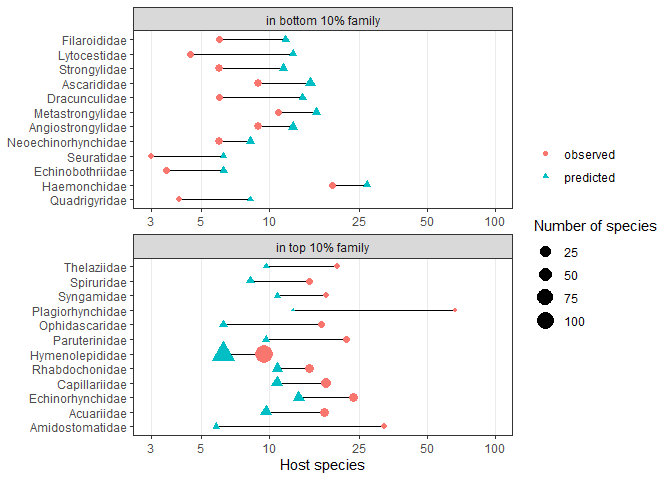 in bottom 10% family
Filaroididae
Lytocestidae
Strongylidae
Ascarididae
Dracunculidae
Metastrongylidae
Angiostrongylidae
Neoechinorhynchidae
Seuratidae
Echinobothriidae
Haemonchidae
Quadrigyridae
3 5 10 25 50 100
in top 10% family
Thelaziidae
Spiruridae
Syngamidae
Plagiorhynchidae
Ophidascaridae
Paruterinidae
Hymenolepididae
Rhabdochonidae
Capillariidae
Echinorhynchidae
Acuariidae
Amidostomatidae
3 5 10 25 50 100
Host species
observed
predicted
Number of species
25
50
75
100